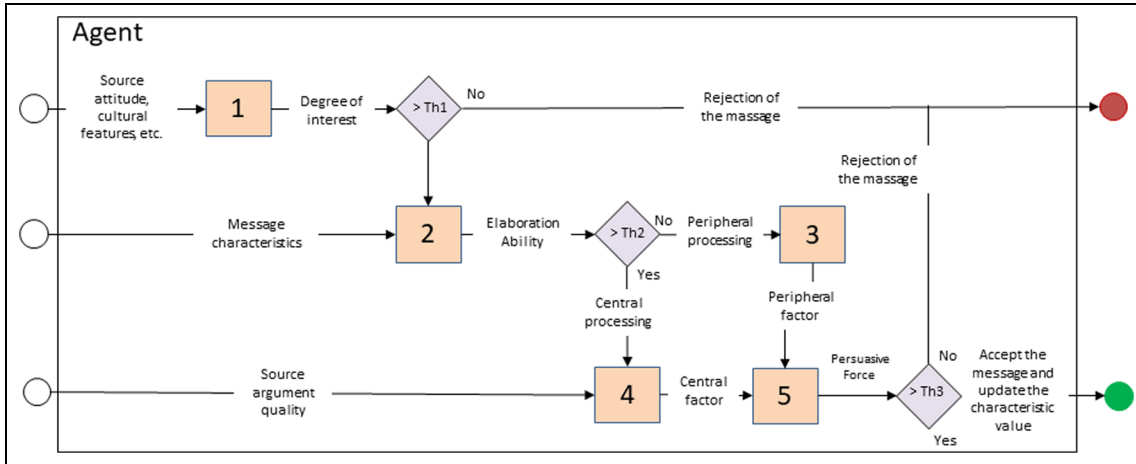 Agent
Source
attitude,
cultural
features, etc.
1
Degree of
interest
> Th1
No
Rejection of
the massage
Rejection of
the massage
Message
characteristics
2
Elaboration
Ability
> Th2
No
Peripheral
processing
3
Yes
Central
processing
Peripheral
factor
Source
argument
quality
4
Central
factor
5
Persuasive
Force
> Th3
No
Yes
Accept the
message and
update the
characteristic
value